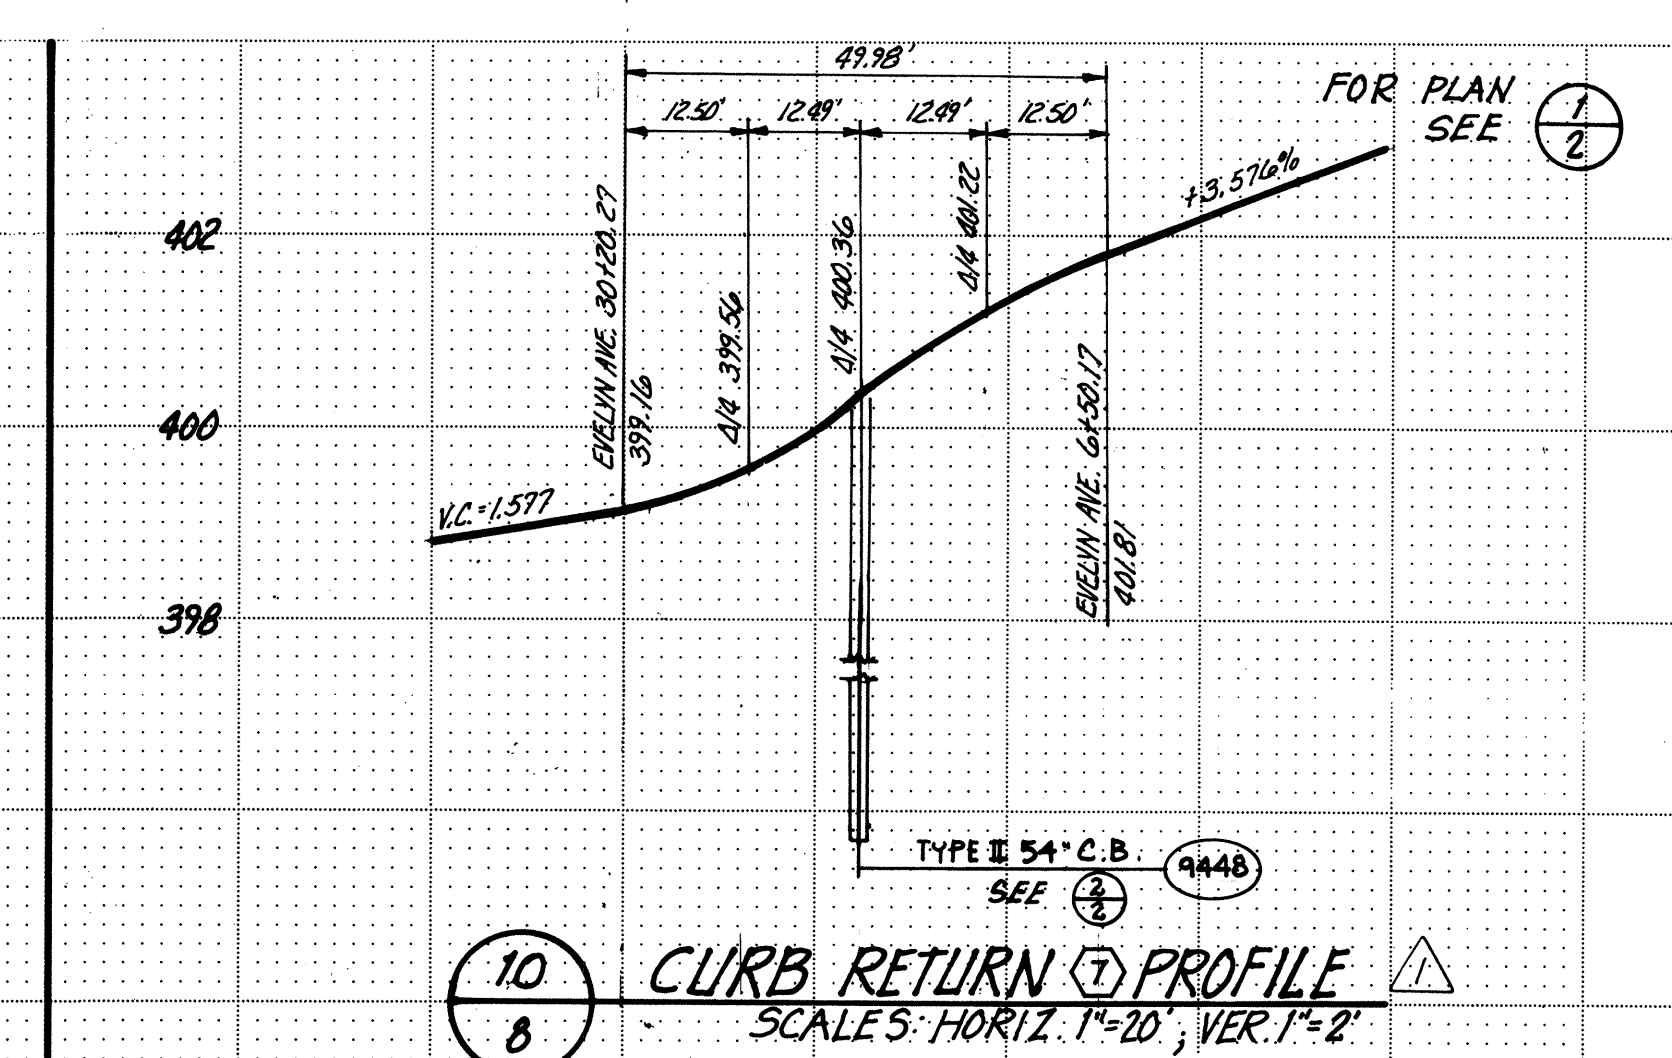 49.98'
12.50' 12.49' 12.49' 12.50'
FOR PLAN
SEE
1
2
+3.576%
402
400
398
EVELYN AVE. 30+20.27
399.16
Δ/4 399.56
Δ/4 400.36
Δ/4 401.22
EVELYN AVE. 6+50.17
401.81
V.C.=1.577
TYPE II 54" C.B.
9448
SEE
2
2
10
8
CURB RETURN 7 PROFILE
1
SCALES: HORIZ. 1"=20'; VER. 1"=2'